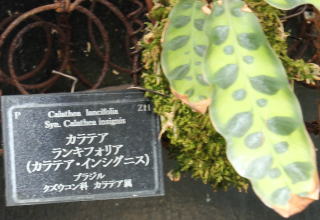 P ZH
Calathea lancifolia
Syn. Calathea insignis
カラテア
ランキフォリア
(カラテア・インシグニス)
ブラジル
クズウコン科 カラテア属